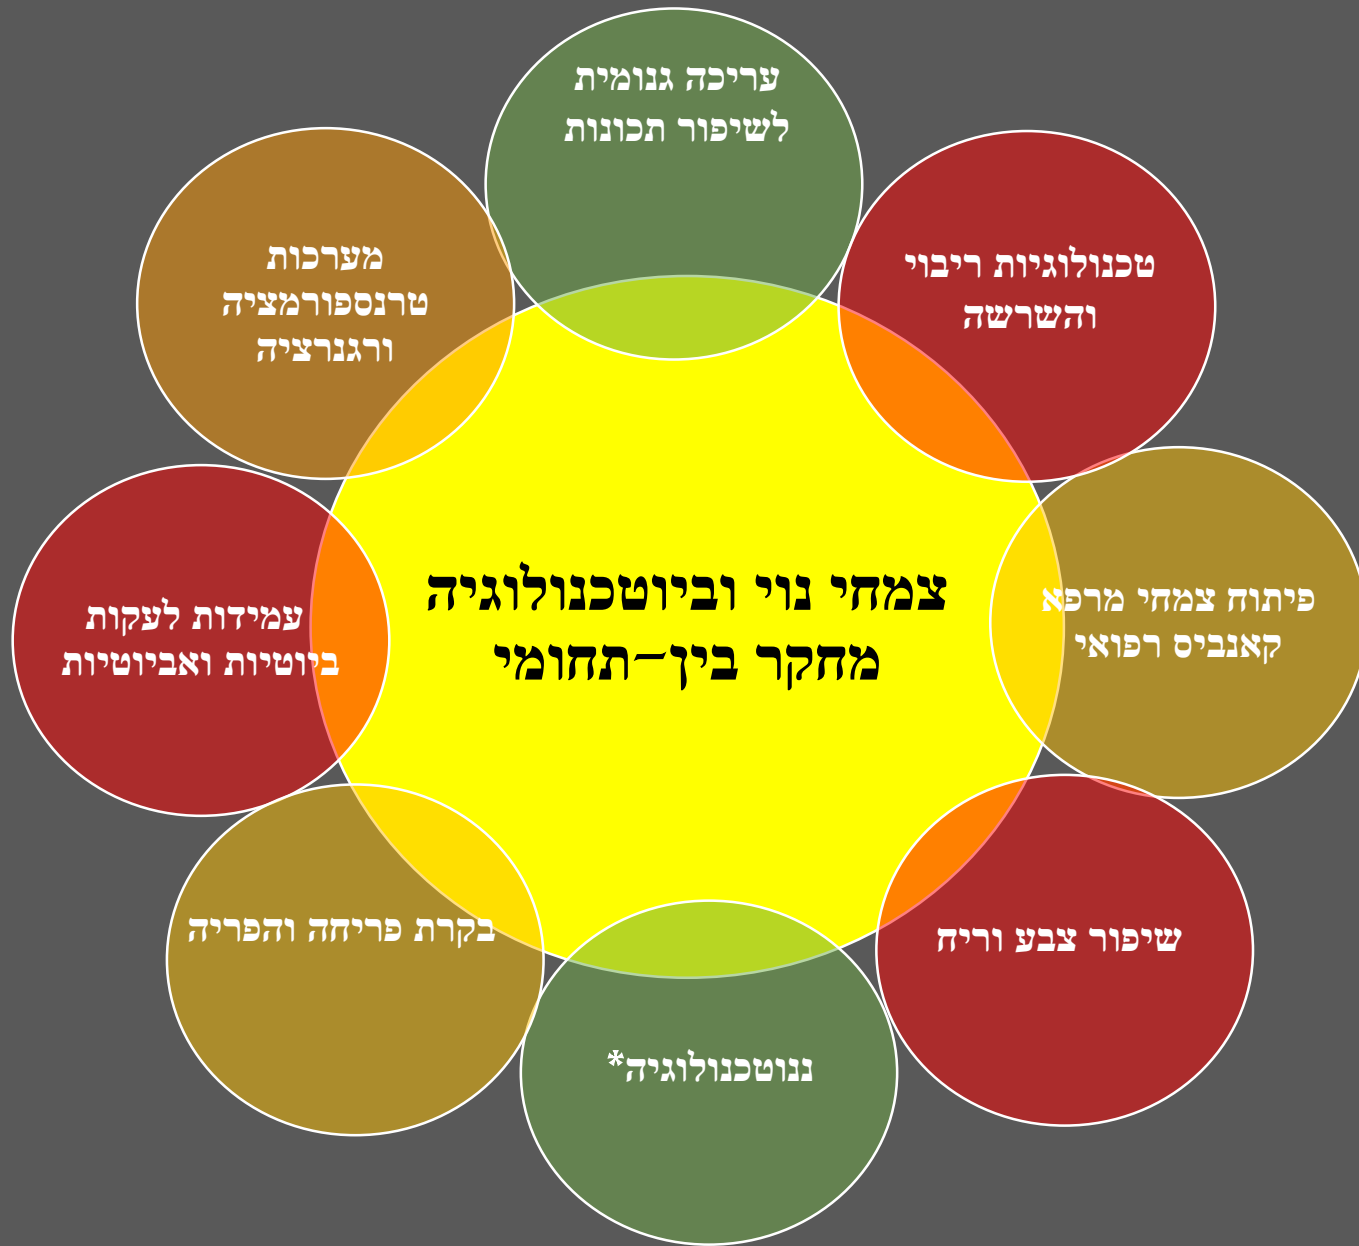 עריכה גנומית
לשיפור תכונות
טכנולוגיות ריבוי
והשרשה
פיתוח צמחי מרפא
קאנביס רפואי
שיפור צבע וריח
ננוטכנולוגיה*
בקרת פריחה והפריה
עמידות לעקות
ביוטיות ואביוטיות
מערכות
טרנספורמציה
ורגנרציה
צמחי נוי וביוטכנולוגיה
מחקר בין–תחומי